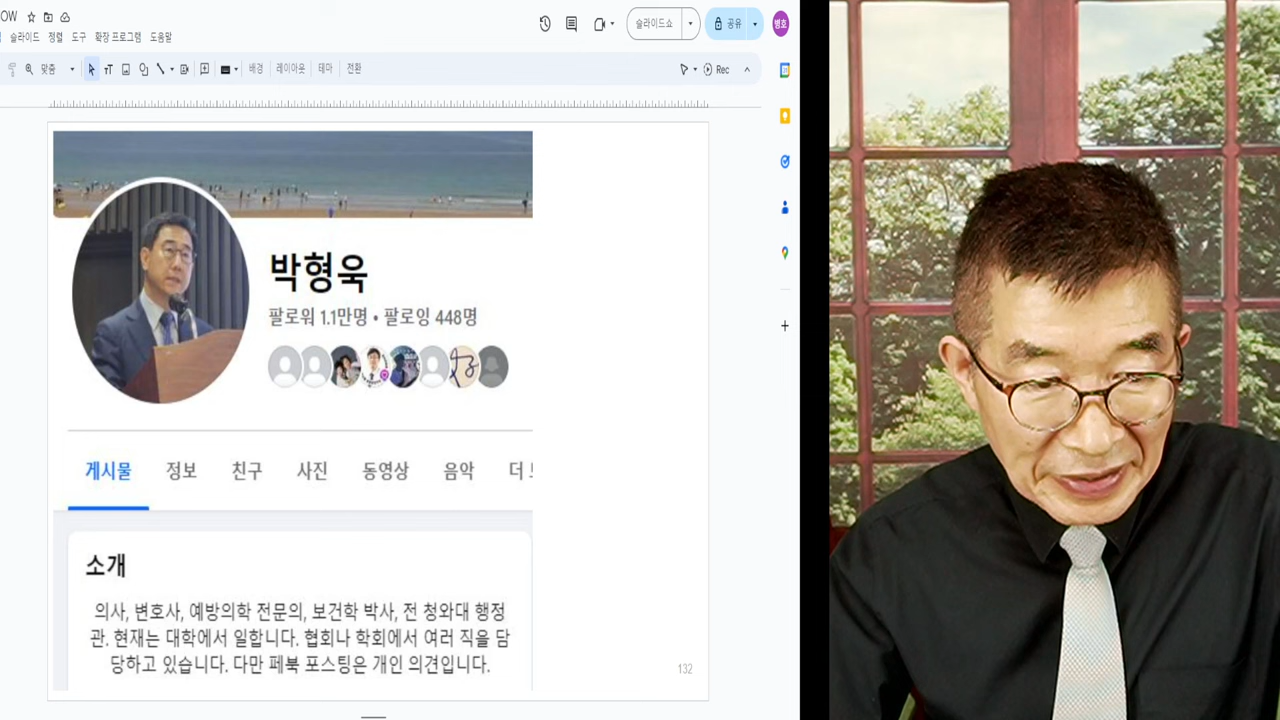 OW
슬라이드 정렬 도구 확장 프로그램 도움말
슬라이드쇼
공유
병호
맞춤
배경 레이아웃 테마 전환
Rec
박형욱
팔로워 1.1만명 • 팔로잉 448명
게시물 정보 친구 사진 동영상 음악 더
소개
의사, 변호사, 예방의학 전문의, 보건학 박사, 전 청와대 행정
관. 현재는 대학에서 일합니다. 협회나 학회에서 여러 직을 담
당하고 있습니다. 다만 페북 포스팅은 개인 의견입니다.
132